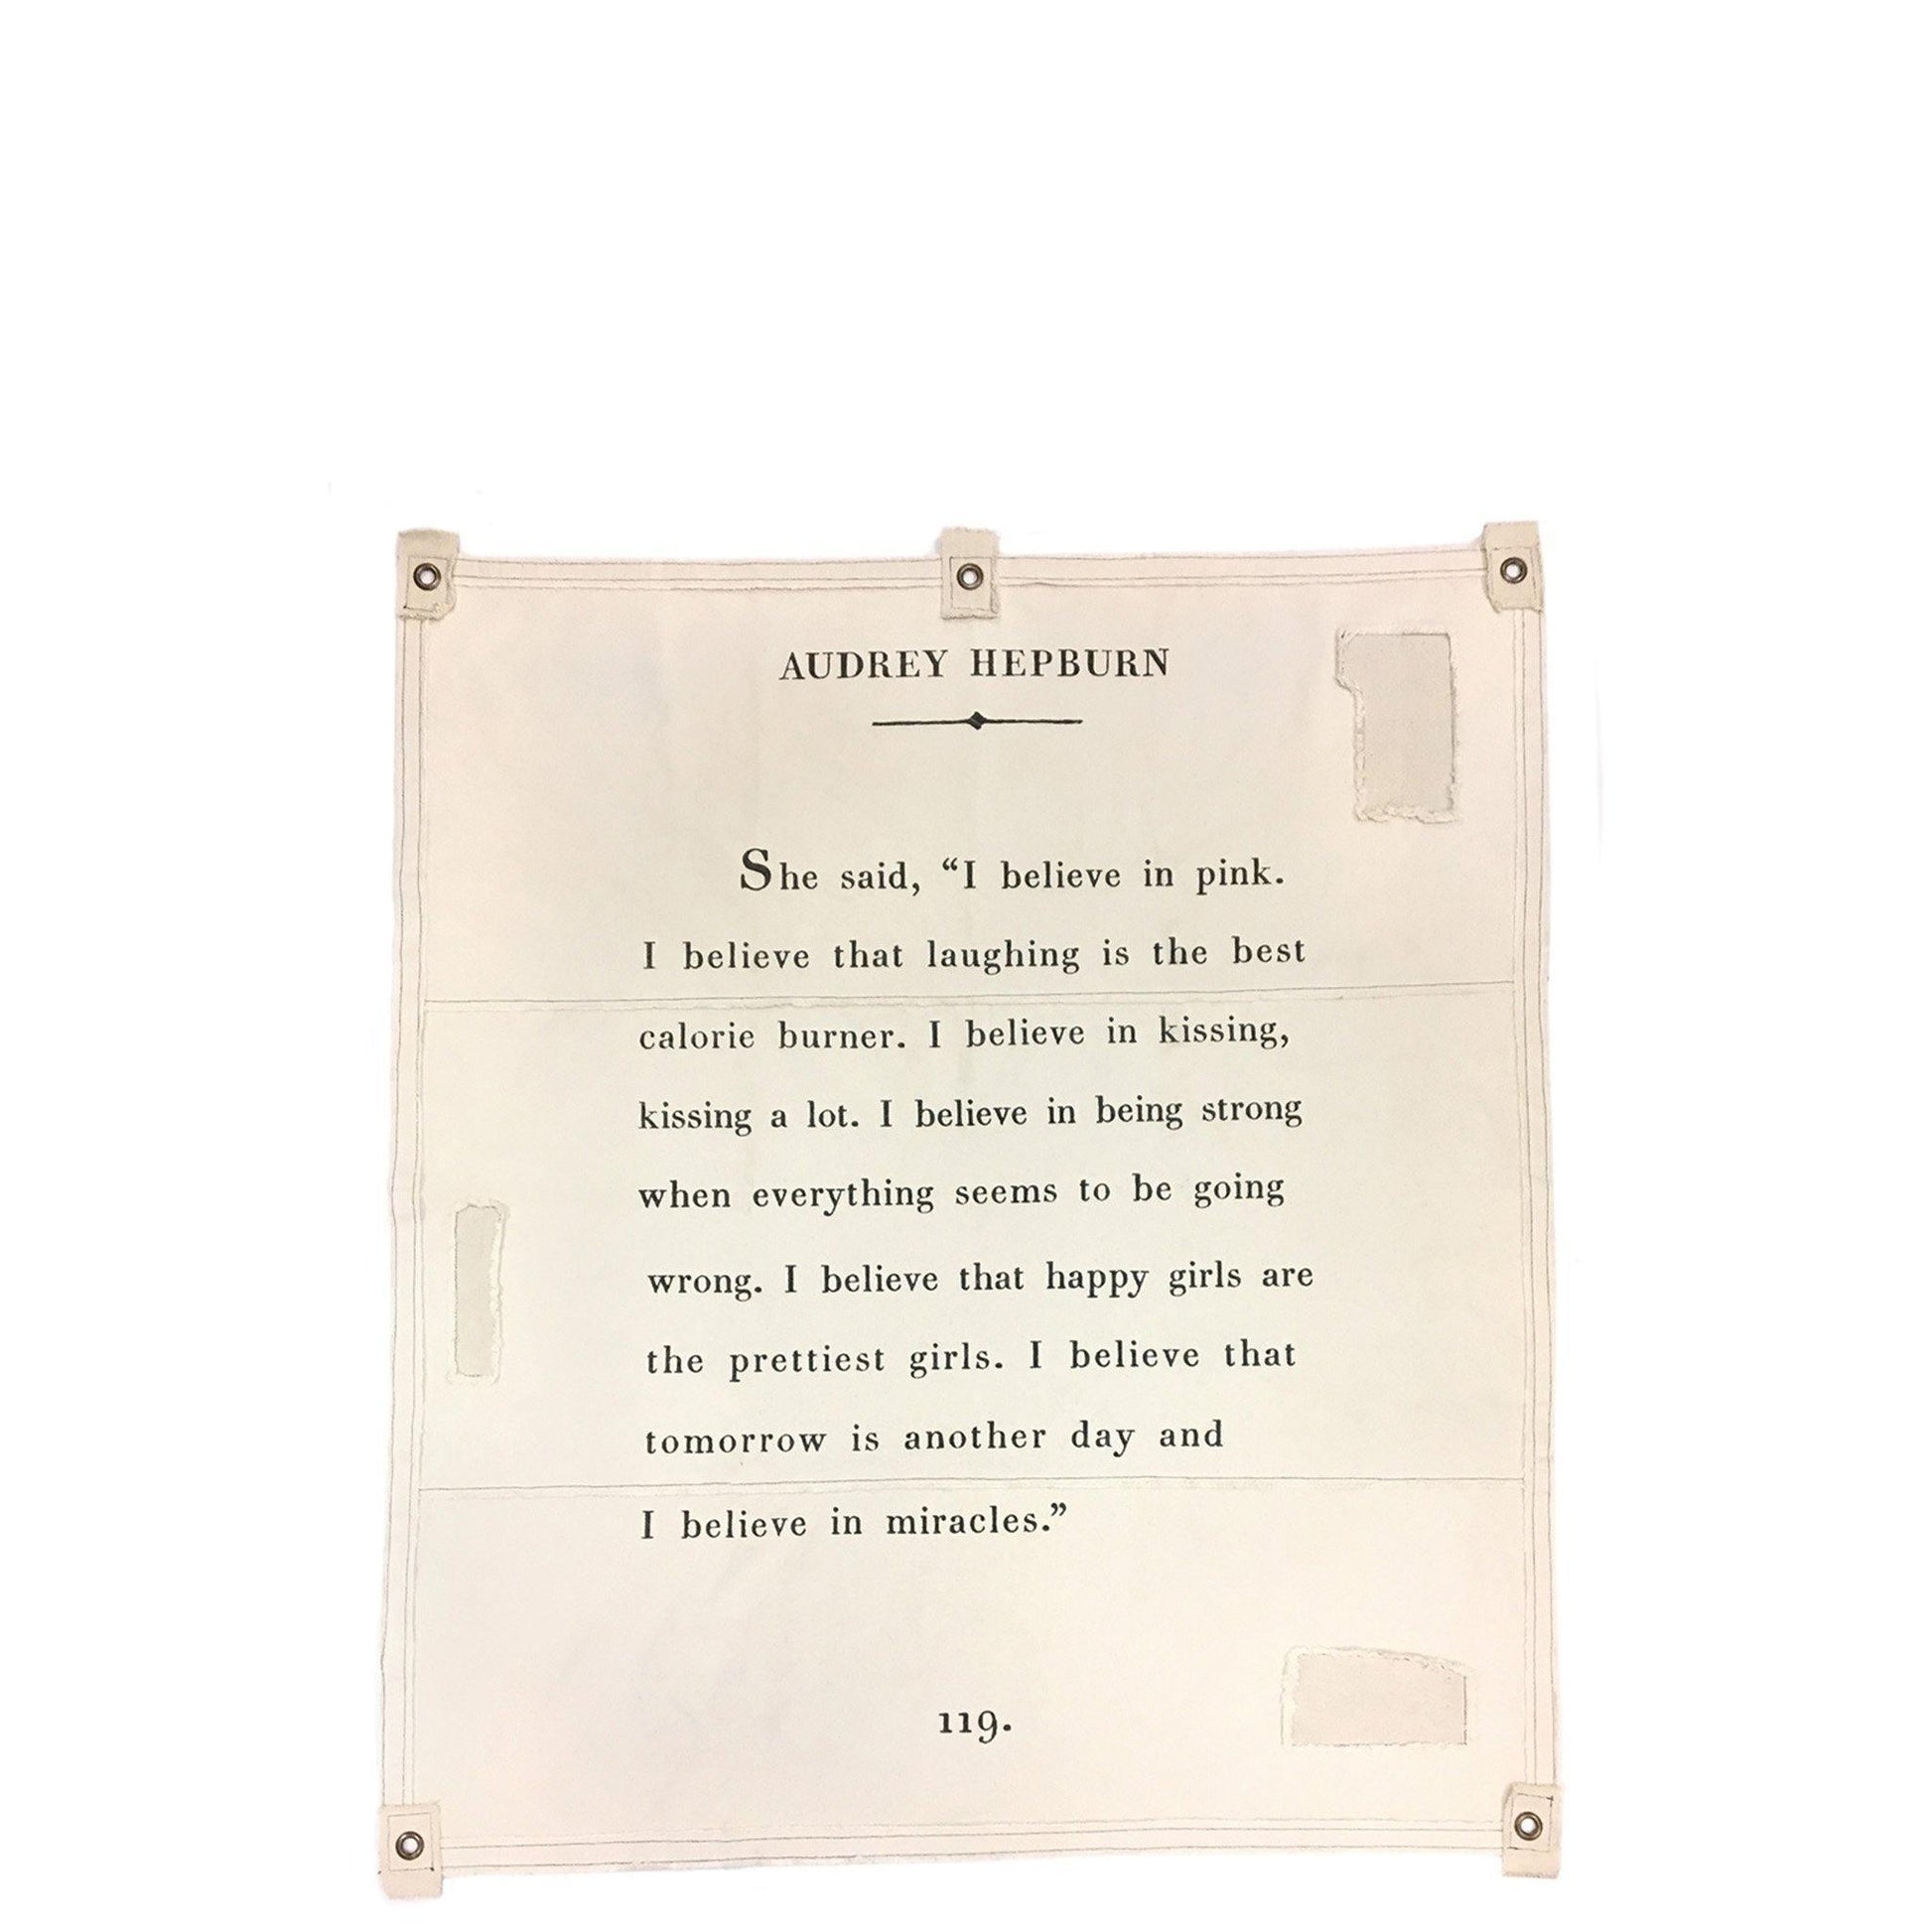 AUDREY HEPBURN
She said, “I believe in pink.
I believe that laughing is the best
calorie burner. I believe in kissing,
kissing a lot. I believe in being strong
when everything seems to be going
wrong. I believe that happy girls are
the prettiest girls. I believe that
tomorrow is another day and
I believe in miracles.”
119.